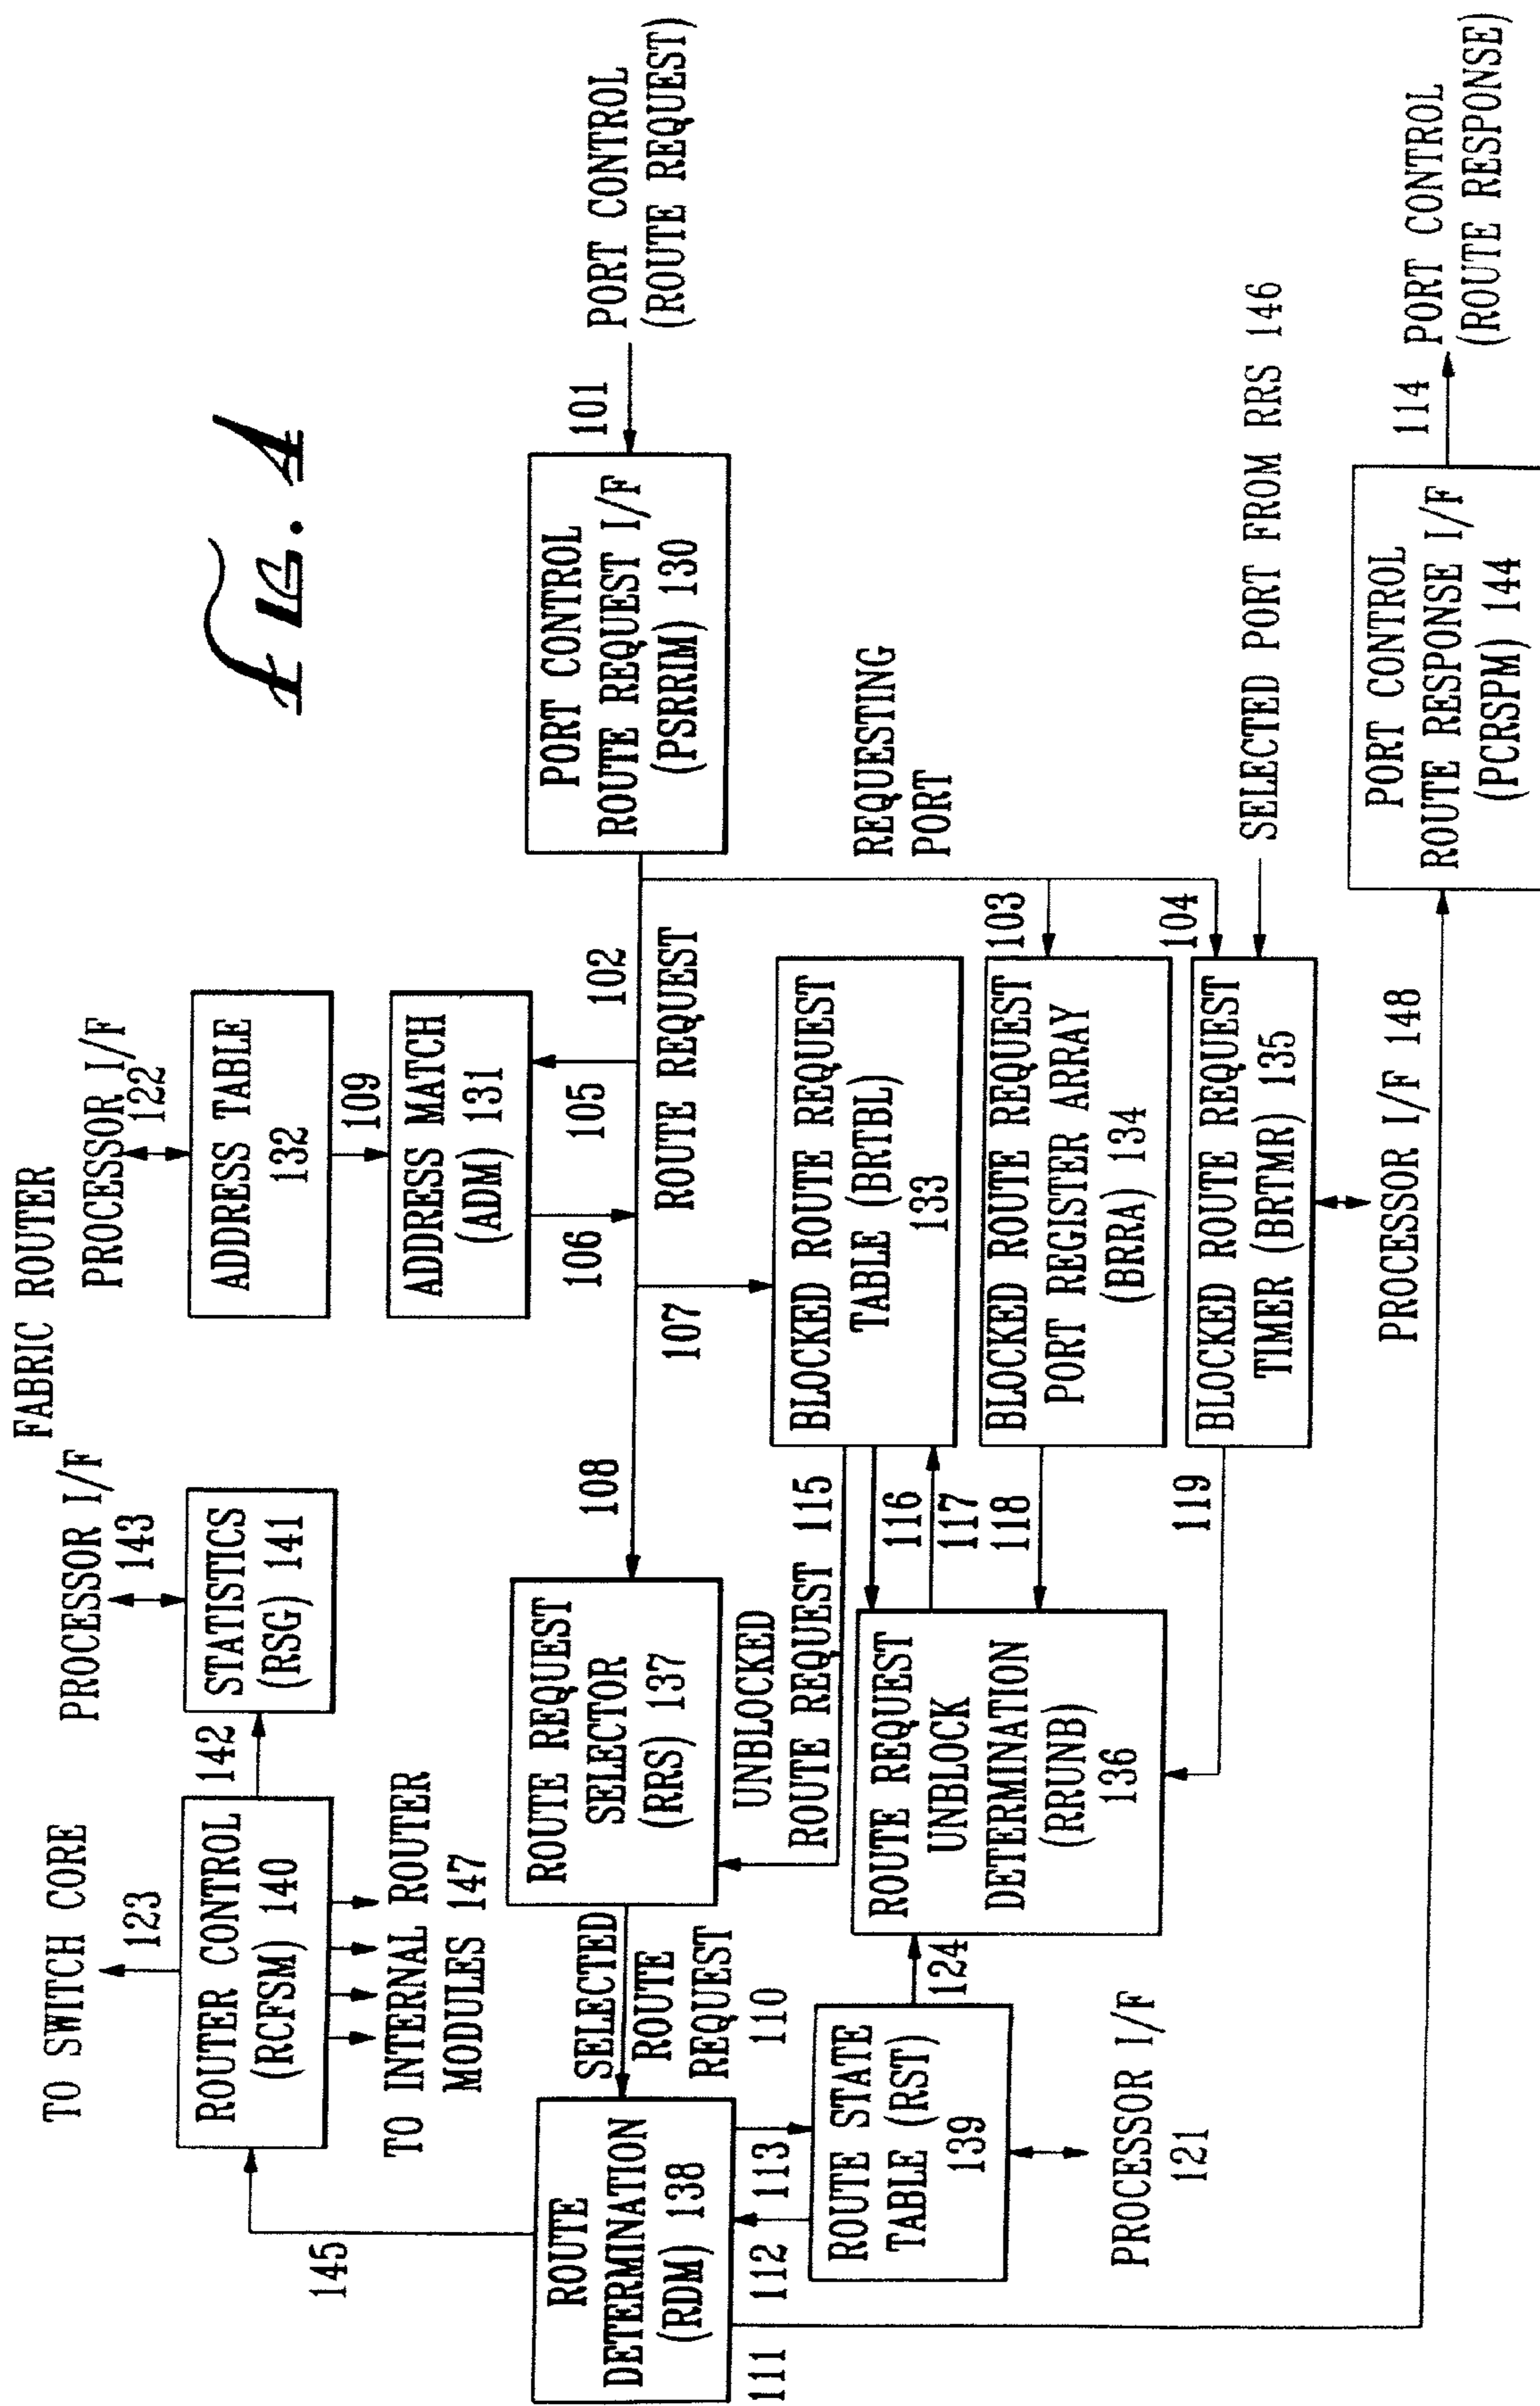 FIG. 4
FABRIC ROUTER
PORT CONTROL
(ROUTE REQUEST)
101
PORT CONTROL
ROUTE REQUEST I/F
(PSRRIM) 130
PROCESSOR I/F
122
ADDRESS TABLE
132
109
ADDRESS MATCH
(ADM) 131
105
106
102
ROUTE REQUEST
107
108
REQUESTING
PORT
103
104
BLOCKED ROUTE REQUEST
TABLE (BRTBL)
133
BLOCKED ROUTE REQUEST
PORT REGISTER ARRAY
(BRRA) 134
BLOCKED ROUTE REQUEST
TIMER (BRTMR) 135
SELECTED PORT FROM RRS 146
PROCESSOR I/F 148
PORT CONTROL
ROUTE RESPONSE I/F
(PCRSPM) 144
114
PORT CONTROL
(ROUTE RESPONSE)
PROCESSOR I/F
143
STATISTICS
(RSG) 141
142
TO SWITCH CORE
123
ROUTER CONTROL
(RCFSM) 140
TO INTERNAL ROUTER
MODULES 147
145
ROUTE REQUEST
SELECTOR
(RRS) 137
UNBLOCKED
ROUTE REQUEST 115
116
117
118
119
ROUTE REQUEST
UNBLOCK
DETERMINATION
(RRUNB)
136
124
SELECTED
ROUTE
REQUEST
110
ROUTE
DETERMINATION
(RDM) 138
111
112
113
ROUTE STATE
TABLE (RST)
139
PROCESSOR I/F
121